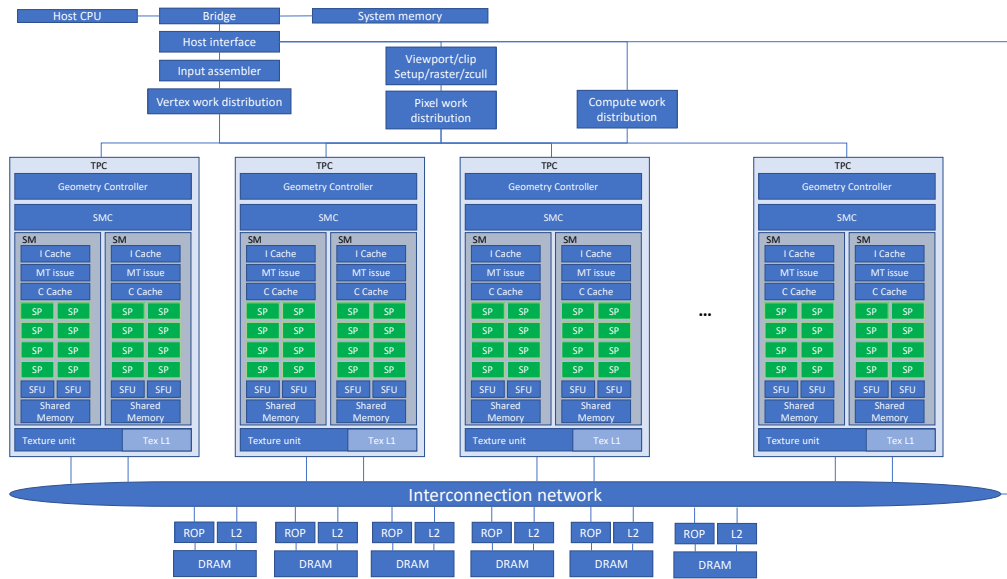 Host CPU
Bridge
System memory
Host interface
Input assembler
Vertex work distribution
Viewport/clip
Setup/raster/zcull
Pixel work
distribution
Compute work
distribution
TPC
Geometry Controller
SMC
SM
I Cache
MT issue
C Cache
SP SP
SP SP
SP SP
SP SP
SFU SFU
Shared
Memory
SM
I Cache
MT issue
C Cache
SP SP
SP SP
SP SP
SP SP
SFU SFU
Shared
Memory
Texture unit
Tex L1
TPC
Geometry Controller
SMC
SM
I Cache
MT issue
C Cache
SP SP
SP SP
SP SP
SP SP
SFU SFU
Shared
Memory
SM
I Cache
MT issue
C Cache
SP SP
SP SP
SP SP
SP SP
SFU SFU
Shared
Memory
Texture unit
Tex L1
TPC
Geometry Controller
SMC
SM
I Cache
MT issue
C Cache
SP SP
SP SP
SP SP
SP SP
SFU SFU
Shared
Memory
SM
I Cache
MT issue
C Cache
SP SP
SP SP
SP SP
SP SP
SFU SFU
Shared
Memory
Texture unit
Tex L1
...
TPC
Geometry Controller
SMC
SM
I Cache
MT issue
C Cache
SP SP
SP SP
SP SP
SP SP
SFU SFU
Shared
Memory
SM
I Cache
MT issue
C Cache
SP SP
SP SP
SP SP
SP SP
SFU SFU
Shared
Memory
Texture unit
Tex L1
Interconnection network
ROP L2
DRAM
ROP L2
DRAM
ROP L2
DRAM
ROP L2
DRAM
ROP L2
DRAM
ROP L2
DRAM